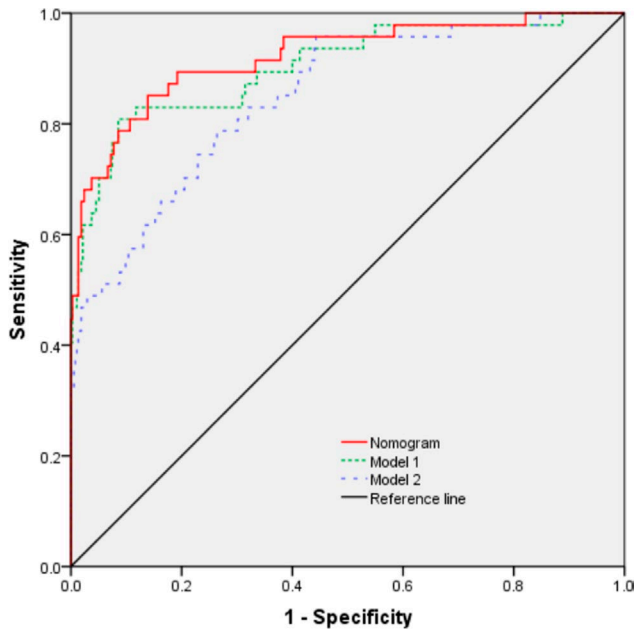 1.0
0.8
0.6
0.4
0.2
0.0
Sensitivity
Nomogram
Model 1
Model 2
Reference line
0.0 0.2 0.4 0.6 0.8 1.0
1 - Specificity